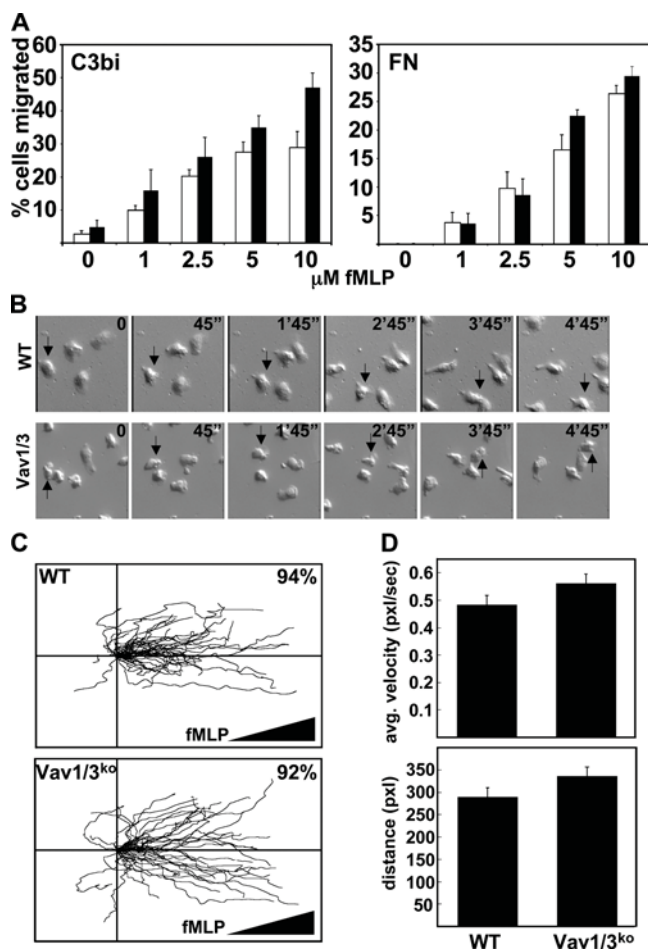 A
% cells migrated
60
50
40
30
20
10
C3bi
0 1 2.5 5 10
35
30
25
20
15
10
5
FN
0 1 2.5 5 10
μM fMLP
B
WT
0 45” 1’45” 2’45” 3’45” 4’45”
Vav1/3
0 45” 1’45” 2’45” 3’45” 4’45”
C
WT 94%
fMLP
Vav1/3ko 92%
fMLP
D
avg. velocity (pxl/sec)
0.6
0.5
0.4
0.3
0.2
0.1
distance (pxl)
350
300
250
200
150
100
50
WT Vav1/3ko